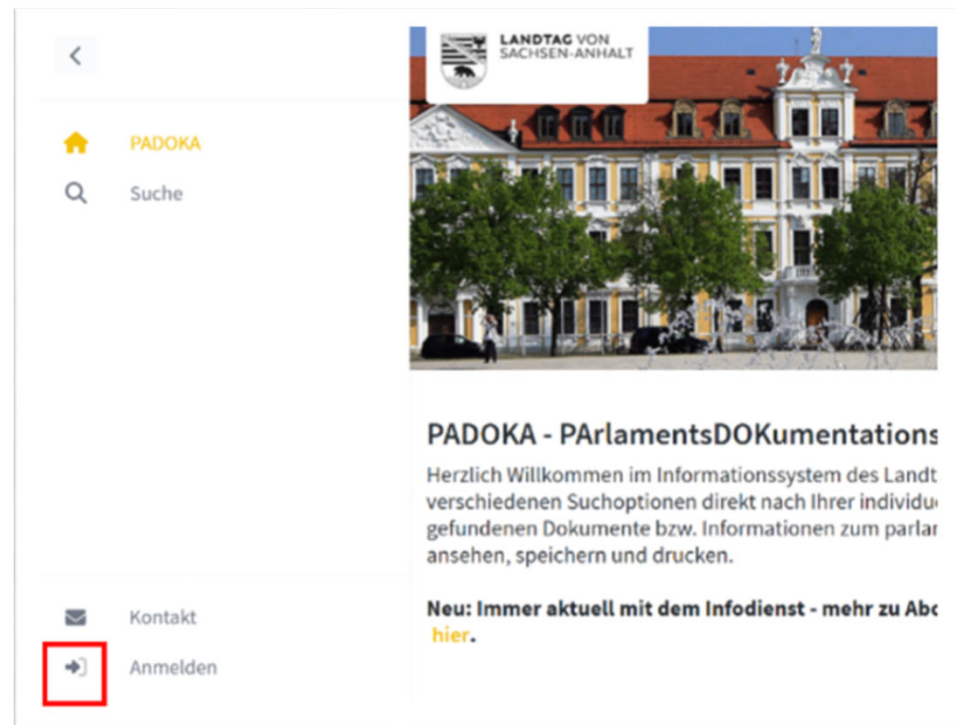 LANDTAG VON
SACHSEN-ANHALT
PADOKA
Suche
PADOKA - PArlamentsDOKumentations
Herzlich Willkommen im Informationssystem des Landt
verschiedenen Suchoptionen direkt nach Ihrer individu
gefundenen Dokumente bzw. Informationen zum parlar
ansehen, speichern und drucken.
Neu: Immer aktuell mit dem Infodienst - mehr zu Abo
hier.
Kontakt
Anmelden